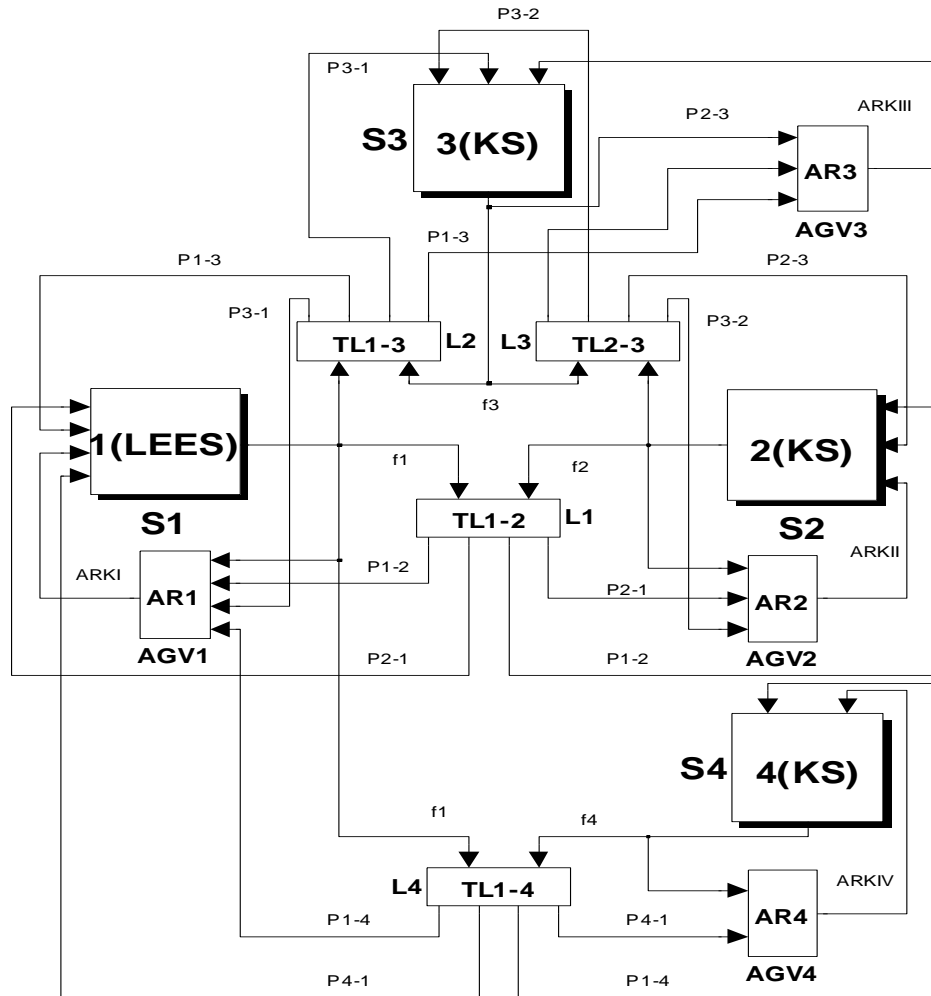 P3-2
P3-1
ARKIII
P2-3
S3
3(KS)
AR3
AGV3
P1-3
P1-3
P2-3
P3-1
P3-2
TL1-3
L2
L3
TL2-3
f3
1(LEES)
2(KS)
f1
f2
TL1-2
L1
S1
S2
ARKI
P1-2
ARKII
AR1
P2-1
AR2
AGV1
P2-1
P1-2
AGV2
S4
4(KS)
f1
f4
L4
TL1-4
ARKIV
P1-4
P4-1
AR4
P4-1
P1-4
AGV4